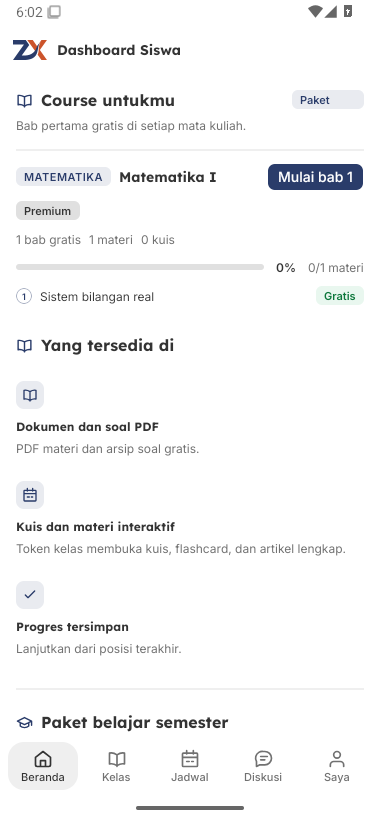 6:02
ZX Dashboard Siswa
Course untukmu
Paket
Bab pertama gratis di setiap mata kuliah.
MATEMATIKA Matematika I
Mulai bab 1
Premium
1 bab gratis 1 materi 0 kuis
0% 0/1 materi
1 Sistem bilangan real
Gratis
Yang tersedia di
Dokumen dan soal PDF
PDF materi dan arsip soal gratis.
Kuis dan materi interaktif
Token kelas membuka kuis, flashcard, dan artikel lengkap.
Progres tersimpan
Lanjutkan dari posisi terakhir.
Paket belajar semester
Beranda Kelas Jadwal Diskusi Saya